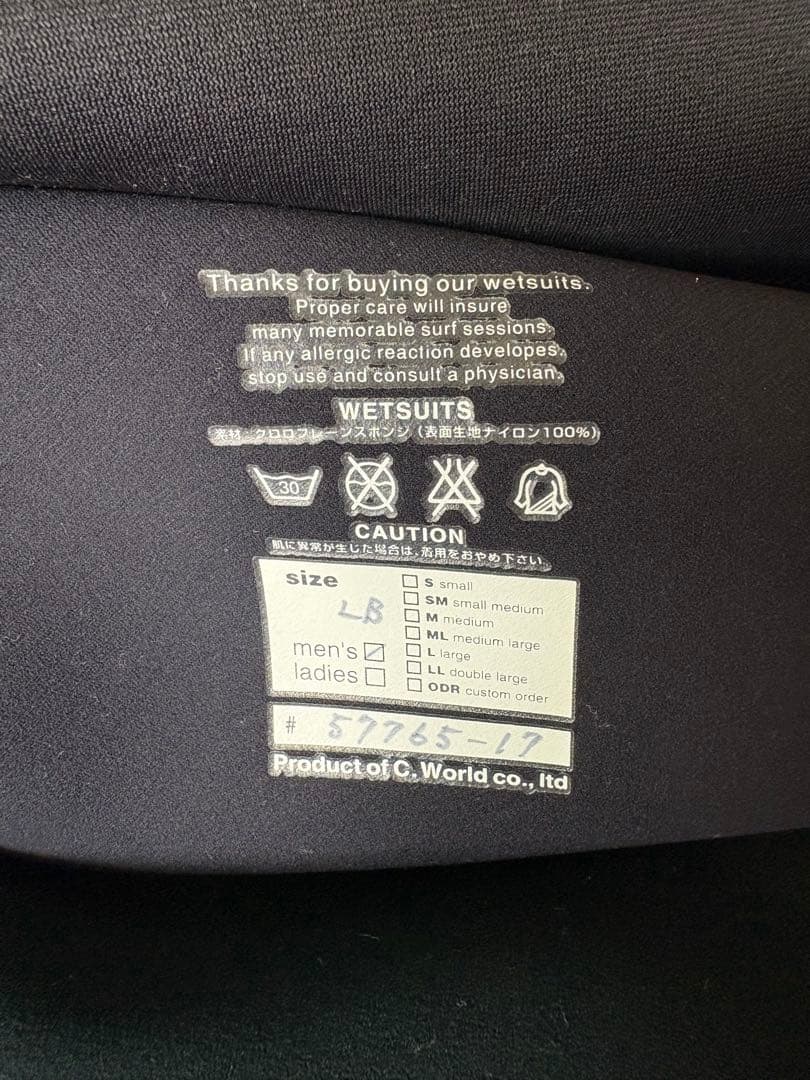 Thanks for buying our wetsuits.
Proper care will insure
many memorable surf sessions.
If any allergic reaction developes.
stop use and consult a physician.
WETSUITS
素材 クロロプレーンスポンジ (表面生地ナイロン100%)
30
CAUTION
肌に異常が生じた場合は、着用をおやめ下さい。
size
LB
men's
ladies
S small
SM small medium
M medium
ML medium large
L large
LL double large
ODR custom order
# 57765-17
Product of C. World co., ltd